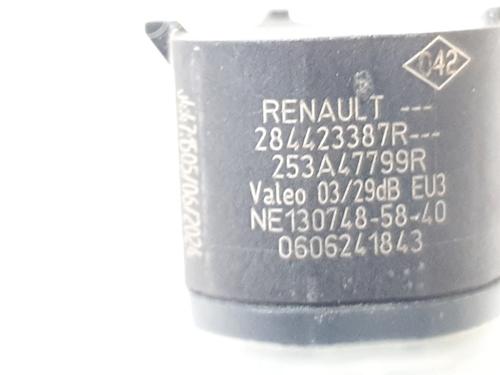 042
RENAULT ---
284423387R---
253A47799R
Valeo 03/29dB EU3
NE130748-58-40
0606241843